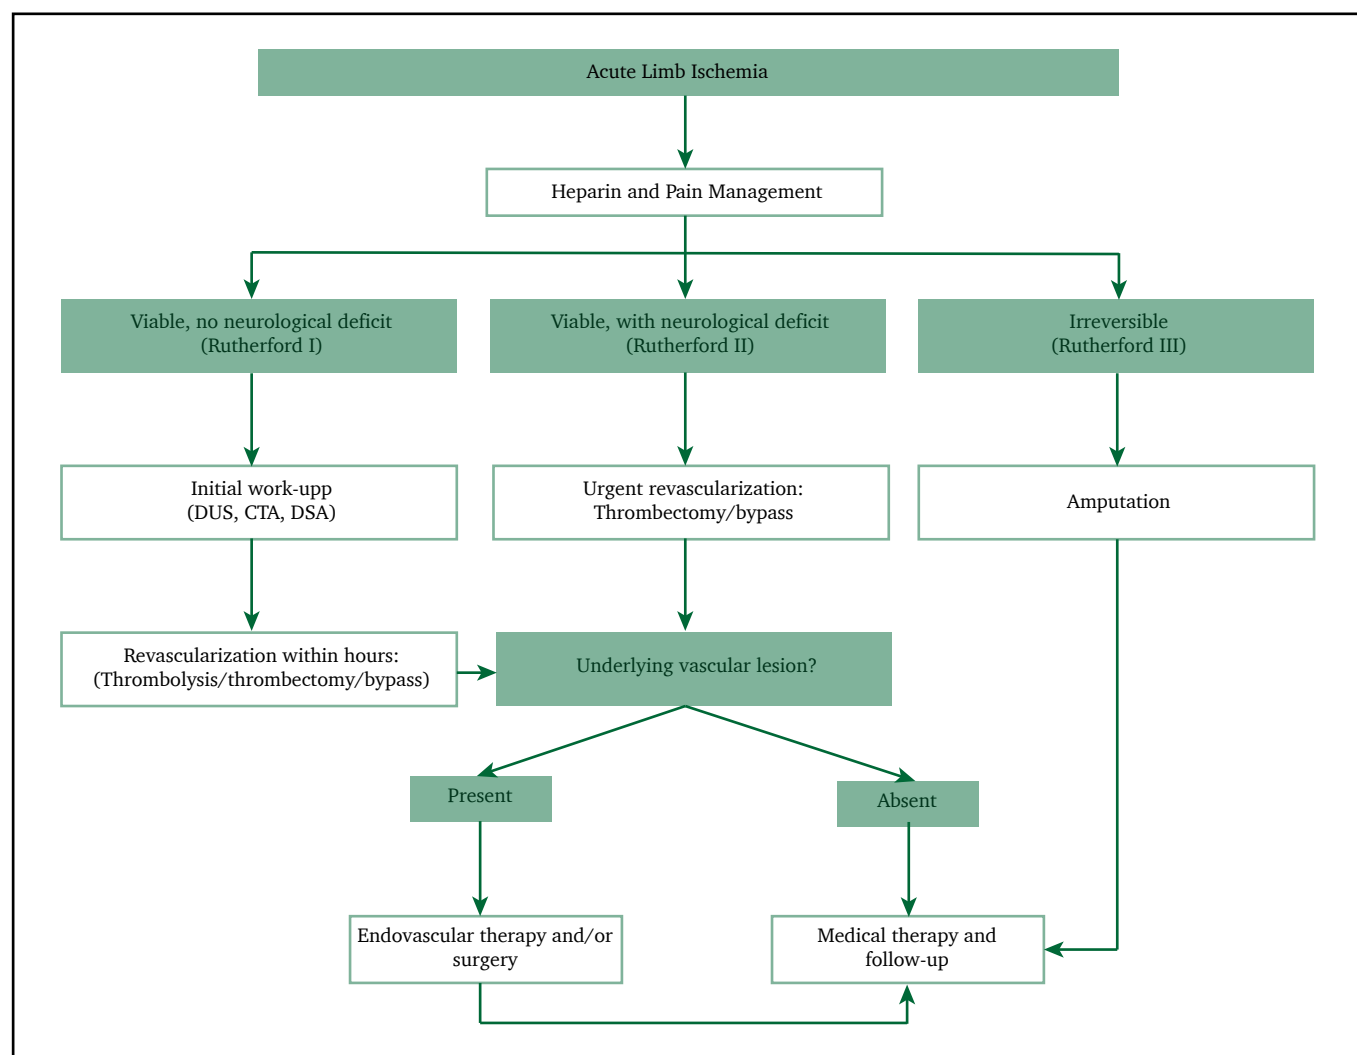 Acute Limb Ischemia
Heparin and Pain Management
Viable, no neurological deficit
(Rutherford I)
Viable, with neurological deficit
(Rutherford II)
Irreversible
(Rutherford III)
Initial work-upp
(DUS, CTA, DSA)
Urgent revascularization:
Thrombectomy/bypass
Amputation
Revascularization within hours:
(Thrombolysis/thrombectomy/bypass)
Underlying vascular lesion?
Present
Absent
Endovascular therapy and/or
surgery
Medical therapy and
follow-up